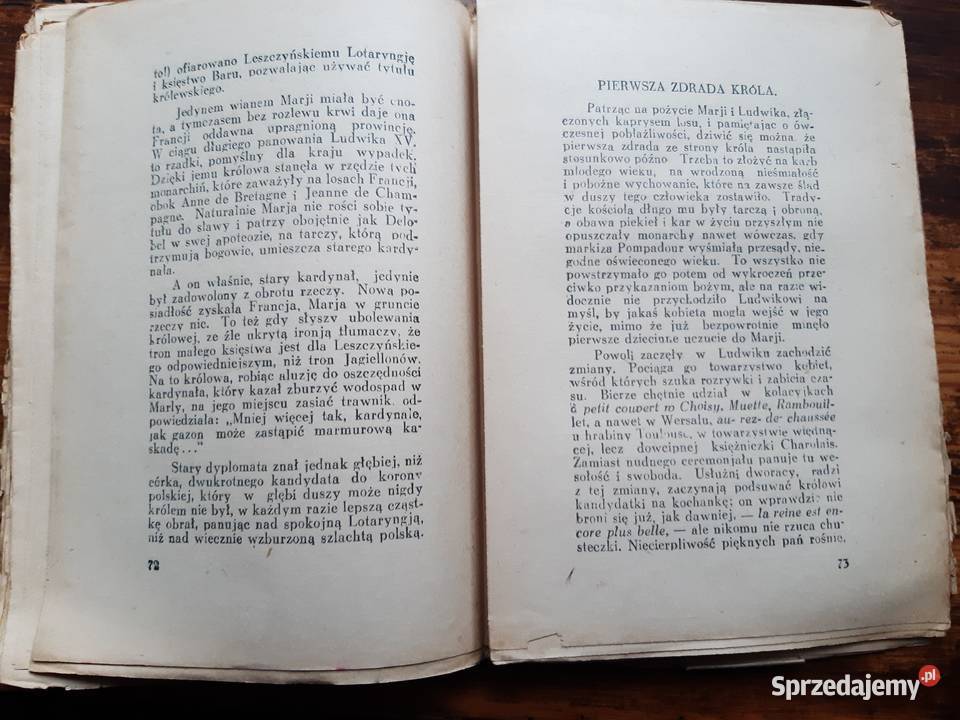 to!) ofiarowano Leszczyńskiemu Lotaryngję
i księstwo Baru, pozwalając używać tytułu
królewskiego.
Jedynem wianem Marji miała być cno-
ta, a tymczasem bez rozlewu krwi daje ona
Francji oddawna upragnioną prowincję.
W ciągu długiego panowania Ludwika XV,
to rzadki, pomyślny dla kraju wypadek.
Dzięki jemu królowa stanęła w rzędzie tych
monarchiń, które zaważyły na losach Francji,
obok Anne de Bretagne i Jeanne de Cham-
pagne. Naturalnie Marja nie rości sobie ty-
tułu do sławy i patrzy obojętnie jak Delo-
bel w swej apoteozie, na tarczy, którą pod-
trzymują bogowie, umieszcza starego kardy-
nała.
A on właśnie, stary kardynał, jedynie
był zadowolony z obrotu rzeczy. Nową po-
siadłość zyskała Francja, Marja w gruncie
rzeczy nic. To też gdy słyszy ubolewania
królowej, ze źle ukrytą ironją tłumaczy, że
tron małego księstwa jest dla Leszczyńskie-
go odpowiedniejszym, niż tron Jagiellonów.
Na to królowa, robiąc aluzję do oszczędności
kardynała, który kazał zburzyć wodospad w
Marly, na jego miejscu zasiać trawnik, od-
powiedziała: „Mniej więcej tak, kardynale,
jak gazon może zastąpić marmurową ka-
skadę..."
Stary dyplomata znał jednak głębiej, niż
córka, dwukrotnego kandydata do korony
polskiej, który w głębi duszy może nigdy
królem nie był, w każdym razie lepszą cząst-
kę obrał, panując nad spokojną Lotaryngją,
niż nad wiecznie wzburzoną szlachtą polską.
72
PIERWSZA ZDRADA KRÓLA.
Patrząc na pożycie Marji i Ludwika, złą-
czonych kaprysem losu, i pamiętając o ów-
czesnej pobłażliwości, dziwić się można, że
pierwsza zdrada ze strony króla nastąpiła
stosunkowo późno. Trzeba to złożyć na karb
młodego wieku, na wrodzoną nieśmiałość
i pobożne wychowanie, które na zawsze ślad
w duszy tego człowieka zostawiło. Trady-
cje kościoła długo mu były tarczą i obroną,
a obawa piekieł i kar w życiu przyszłym nie
opuszczały monarchy nawet wówczas, gdy
markiza Pompadour wyśmiała przesądy, nie-
godne oświeconego wieku. To wszystko nie
powstrzymało go potem od wykroczeń prze-
ciwko przykazaniom bożym, ale na razie wi-
docznie nie przychodziło Ludwikowi na
myśl, by jakaś kobieta mogła wejść w jego
życie, mimo że już bezpowrotnie minęło
pierwsze dziecinne uczucie do Marji.
Powoli zaczęły w Ludwiku zachodzić
zmiany. Pociąga go towarzystwo kobiet,
wśród których szuka rozrywki i zabicia cza-
su. Bierze chętnie udział w kolacyjkach
à petit couvert w Choisy, Muette, Rambouil-
let, a nawet w Wersalu, au-rez-de-chaussée
u hrabiny Toulouse, w towarzystwie więdną-
cej, lecz dowcipnej księżniczki Charolais.
Zamiast nudnego ceremonjału panuje tu we-
sołość i swoboda. Usłużni dworacy, radzi
z tej zmiany, zaczynają podsuwać królowi
kandydatki na kochankę; on wprawdzie nie
broni się już, jak dawniej, — la reine est en-
core plus belle, — ale nikomu nie rzuca chu-
steczki. Niecierpliwość pięknych pań rośnie,
73
Sprzedajemy.pl